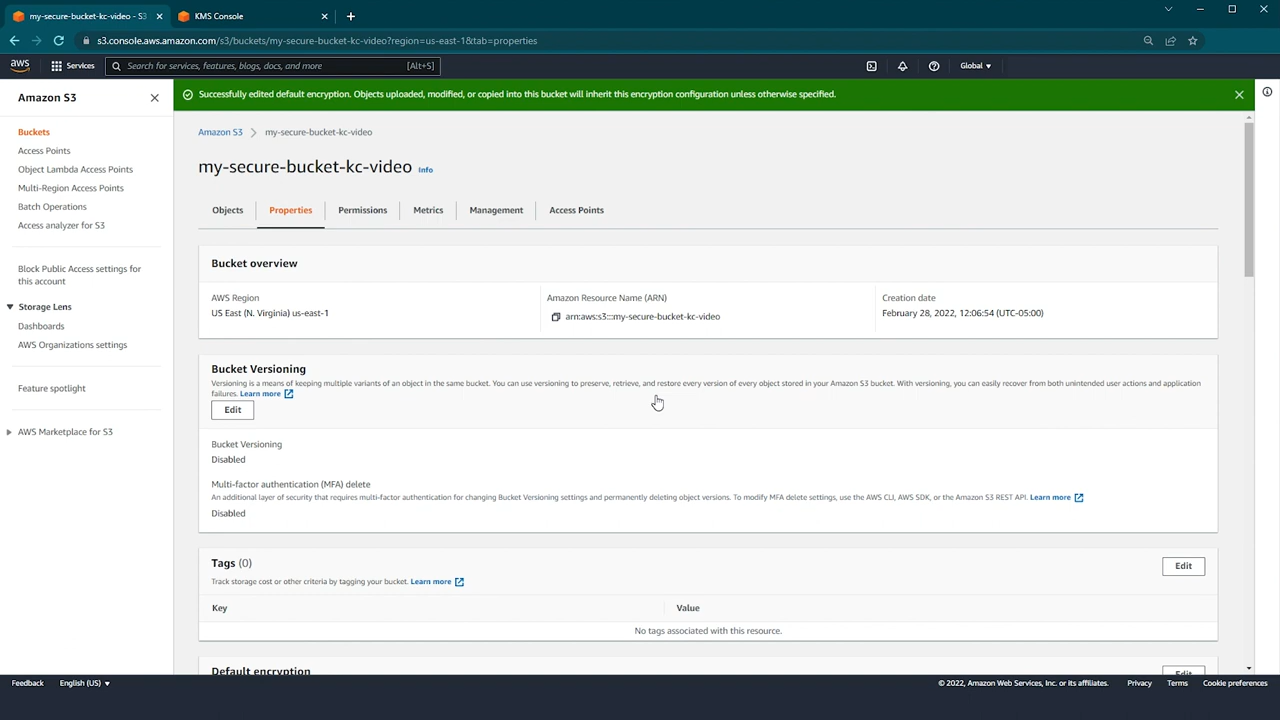 my-secure-bucket-kc-video - S3
KMS Console
s3.console.aws.amazon.com/s3/buckets/my-secure-bucket-kc-video?region=us-east-1&tab=properties
aws
Services
Search for services, features, blogs, docs, and more
[Alt+S]
Global
Amazon S3
Successfully edited default encryption. Objects uploaded, modified, or copied into this bucket will inherit this encryption configuration unless otherwise specified.
Buckets
Access Points
Object Lambda Access Points
Multi-Region Access Points
Batch Operations
Access analyzer for S3
Block Public Access settings for
this account
Storage Lens
Dashboards
AWS Organizations settings
Feature spotlight
AWS Marketplace for S3
Amazon S3
my-secure-bucket-kc-video
my-secure-bucket-kc-video Info
Objects
Properties
Permissions
Metrics
Management
Access Points
Bucket overview
AWS Region
US East (N. Virginia) us-east-1
Amazon Resource Name (ARN)
arn:aws:s3:::my-secure-bucket-kc-video
Creation date
February 28, 2022, 12:06:54 (UTC-05:00)
Bucket Versioning
Versioning is a means of keeping multiple variants of an object in the same bucket. You can use versioning to preserve, retrieve, and restore every version of every object stored in your Amazon S3 bucket. With versioning, you can easily recover from both unintended user actions and application
failures. Learn more
Edit
Bucket Versioning
Disabled
Multi-factor authentication (MFA) delete
An additional layer of security that requires multi-factor authentication for changing Bucket Versioning settings and permanently deleting object versions. To modify MFA delete settings, use the AWS CLI, AWS SDK, or the Amazon S3 REST API. Learn more
Disabled
Tags (0)
Edit
Track storage cost or other criteria by tagging your bucket. Learn more
Key
Value
No tags associated with this resource.
Default encryption
Edit
Feedback
English (US)
© 2022, Amazon Web Services, Inc. or its affiliates.
Privacy
Terms
Cookie preferences